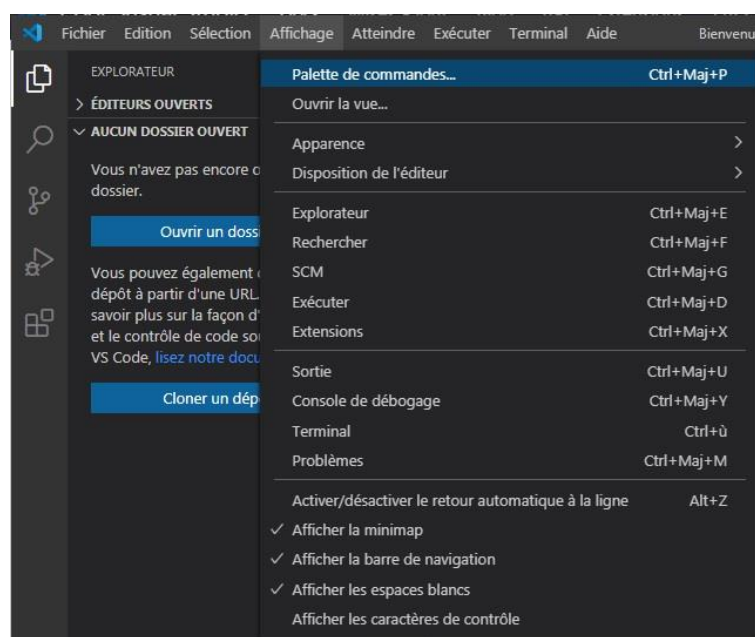 Fichier Edition Sélection Affichage Atteindre Exécuter Terminal Aide Bienvenu
EXPLORATEUR
ÉDITEURS OUVERTS
AUCUN DOSSIER OUVERT
Vous n'avez pas encore o
dossier.
Ouvrir un dossi
Vous pouvez également
dépôt à partir d'une URL.
savoir plus sur la façon d'
et le contrôle de code so
VS Code, lisez notre docu
Cloner un dép
Palette de commandes... Ctrl+Maj+P
Ouvrir la vue...
Apparence
Disposition de l'éditeur
Explorateur Ctrl+Maj+E
Rechercher Ctrl+Maj+F
SCM Ctrl+Maj+G
Exécuter Ctrl+Maj+D
Extensions Ctrl+Maj+X
Sortie Ctrl+Maj+U
Console de débogage Ctrl+Maj+Y
Terminal Ctrl+ù
Problèmes Ctrl+Maj+M
Activer/désactiver le retour automatique à la ligne Alt+Z
Afficher la minimap
Afficher la barre de navigation
Afficher les espaces blancs
Afficher les caractères de contrôle